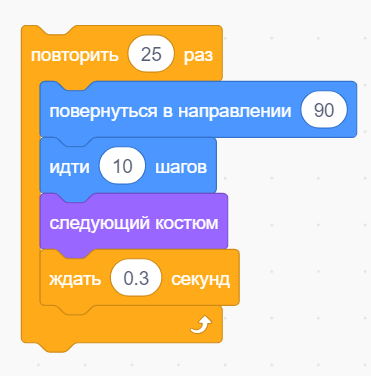 повторить 25 раз
повернуться в направлении 90
идти 10 шагов
следующий костюм
ждать 0.3 секунд